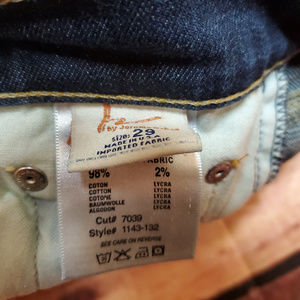 SIZE: 29
MADE IN U.S.A.
IMPORTED FABRIC
FABRIC
98% 2%
COTON LYCRA
COTTON LYCRA
COTONE LYCRA
BAUMWOLLE LYCRA
ALGODON LYCRA
Cut# 7039
Style# 1143-132
SEE CARE ON REVERSE